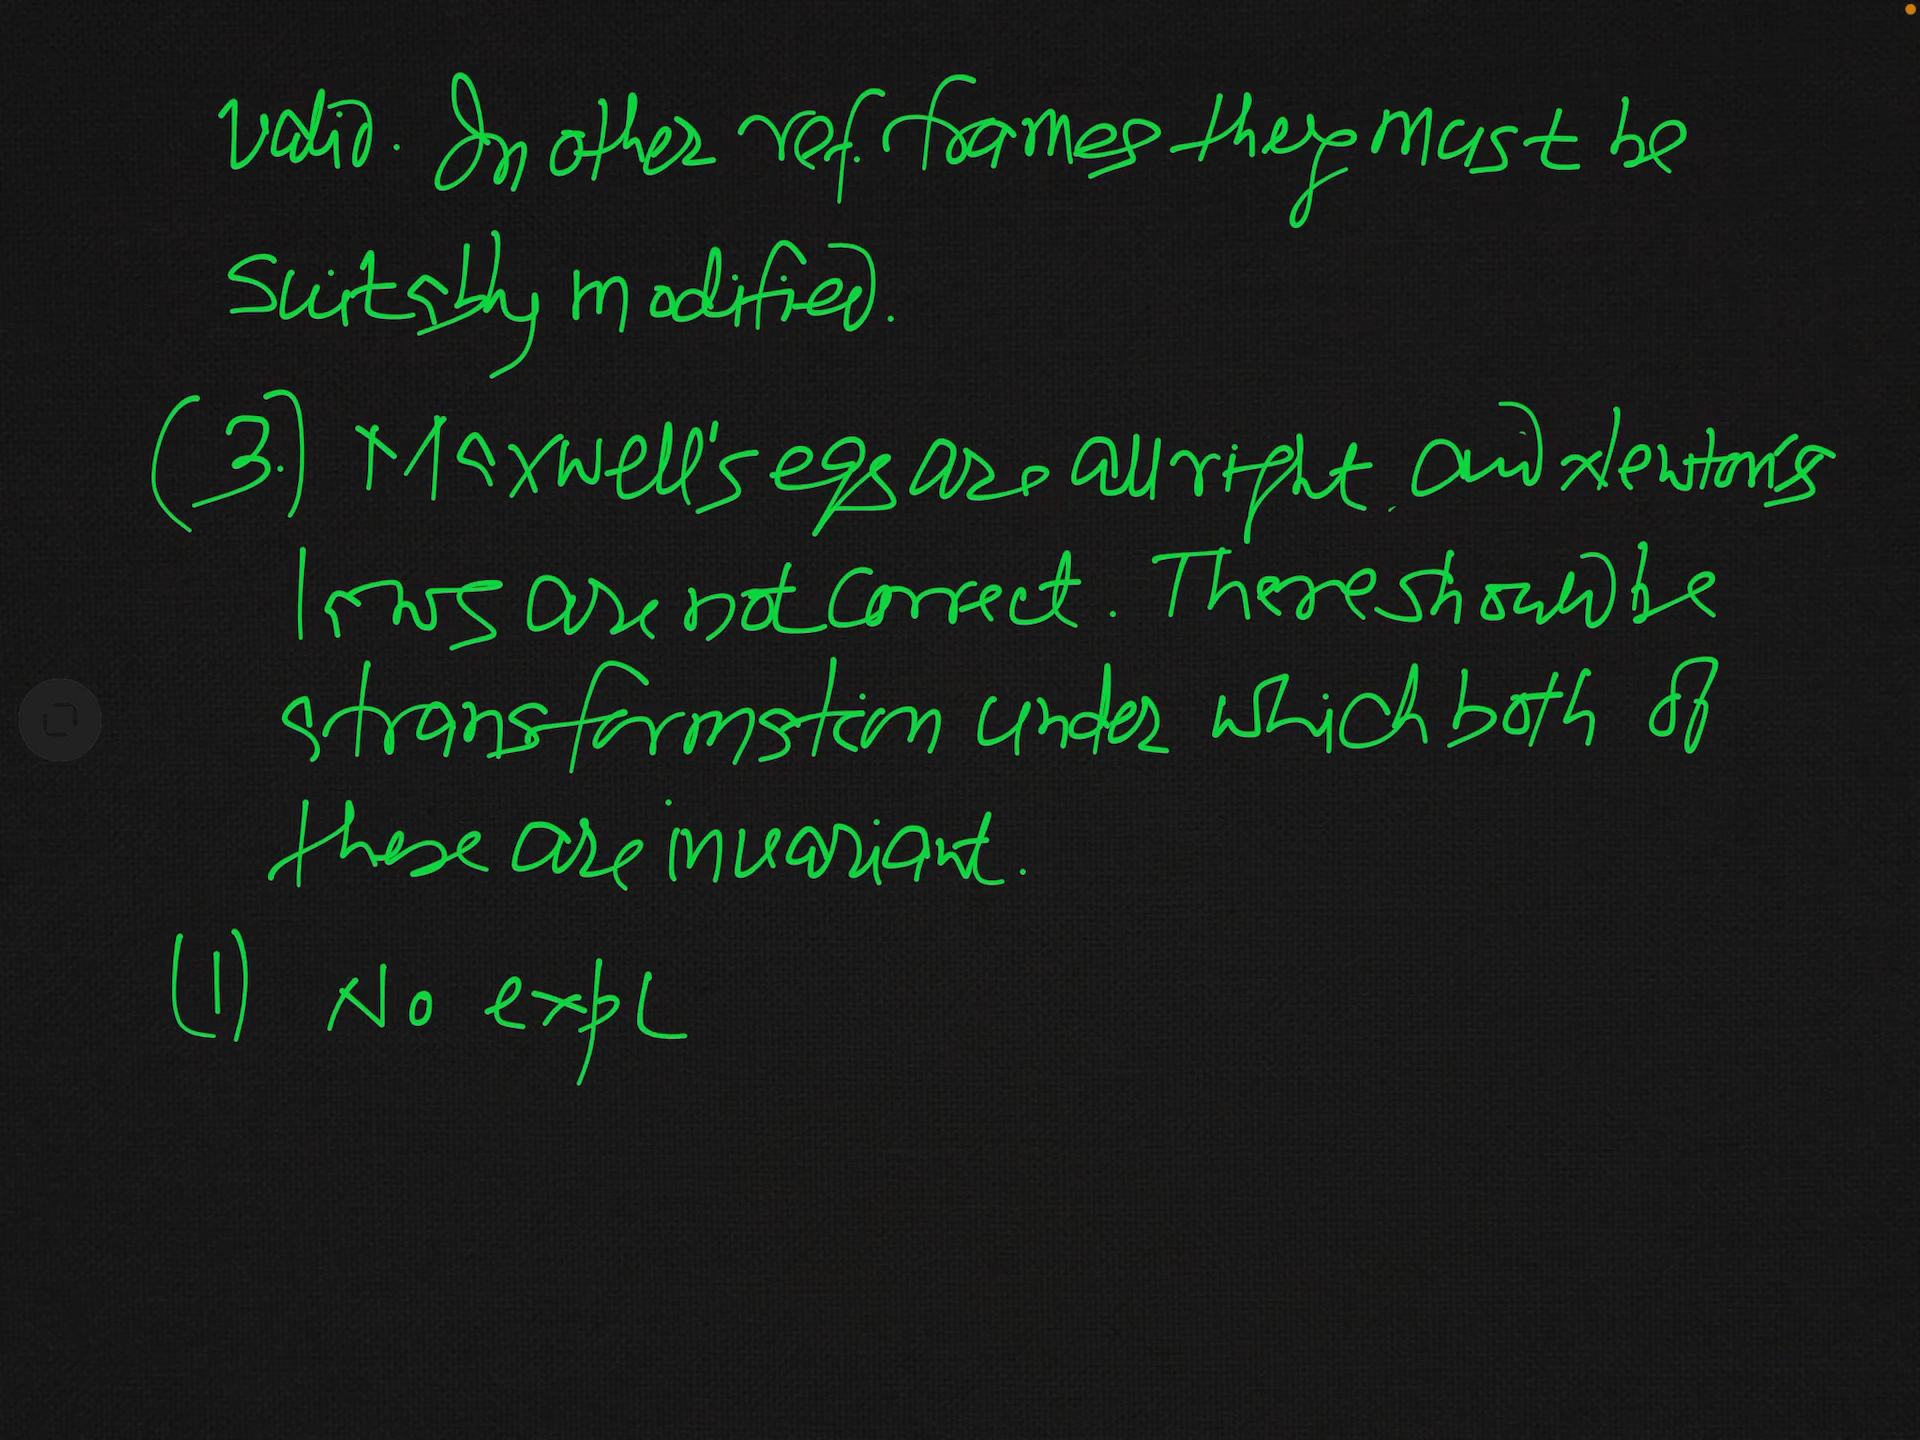 valid. In other ref. frames they must be
suitably modified.
(3.) Maxwell's eqs are all right and Newton's
laws are not correct. There should be
a transformation under which both of
these are invariant.
(1) No expl